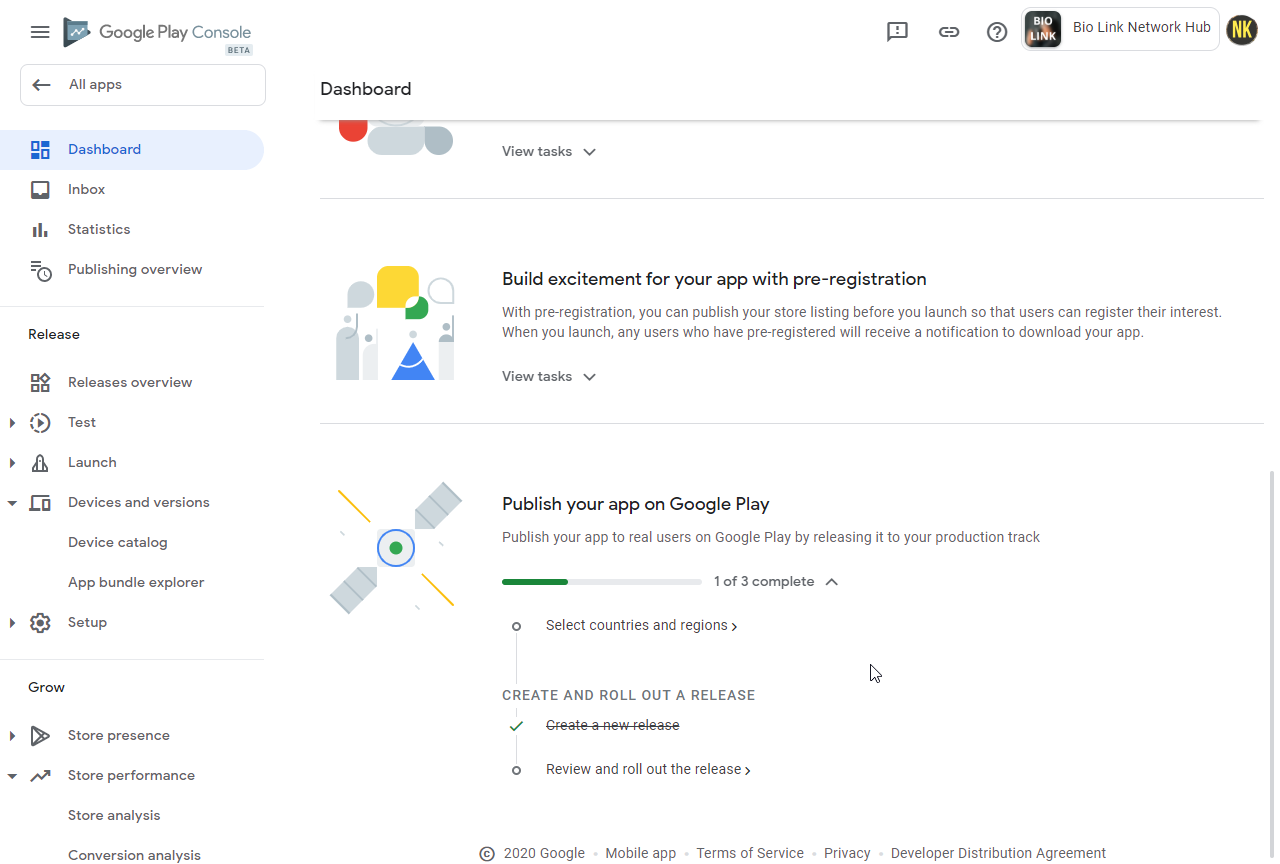 Google Play Console
BETA
BIO
LINK
Bio Link Network Hub
NK
All apps
Dashboard
Dashboard
Inbox
Statistics
Publishing overview
Release
Releases overview
Test
Launch
Devices and versions
Device catalog
App bundle explorer
Setup
Grow
Store presence
Store performance
Store analysis
Conversion analysis
View tasks
Build excitement for your app with pre-registration
With pre-registration, you can publish your store listing before you launch so that users can register their interest.
When you launch, any users who have pre-registered will receive a notification to download your app.
View tasks
Publish your app on Google Play
Publish your app to real users on Google Play by releasing it to your production track
1 of 3 complete
Select countries and regions
CREATE AND ROLL OUT A RELEASE
Create a new release
Review and roll out the release
© 2020 Google • Mobile app • Terms of Service • Privacy • Developer Distribution Agreement